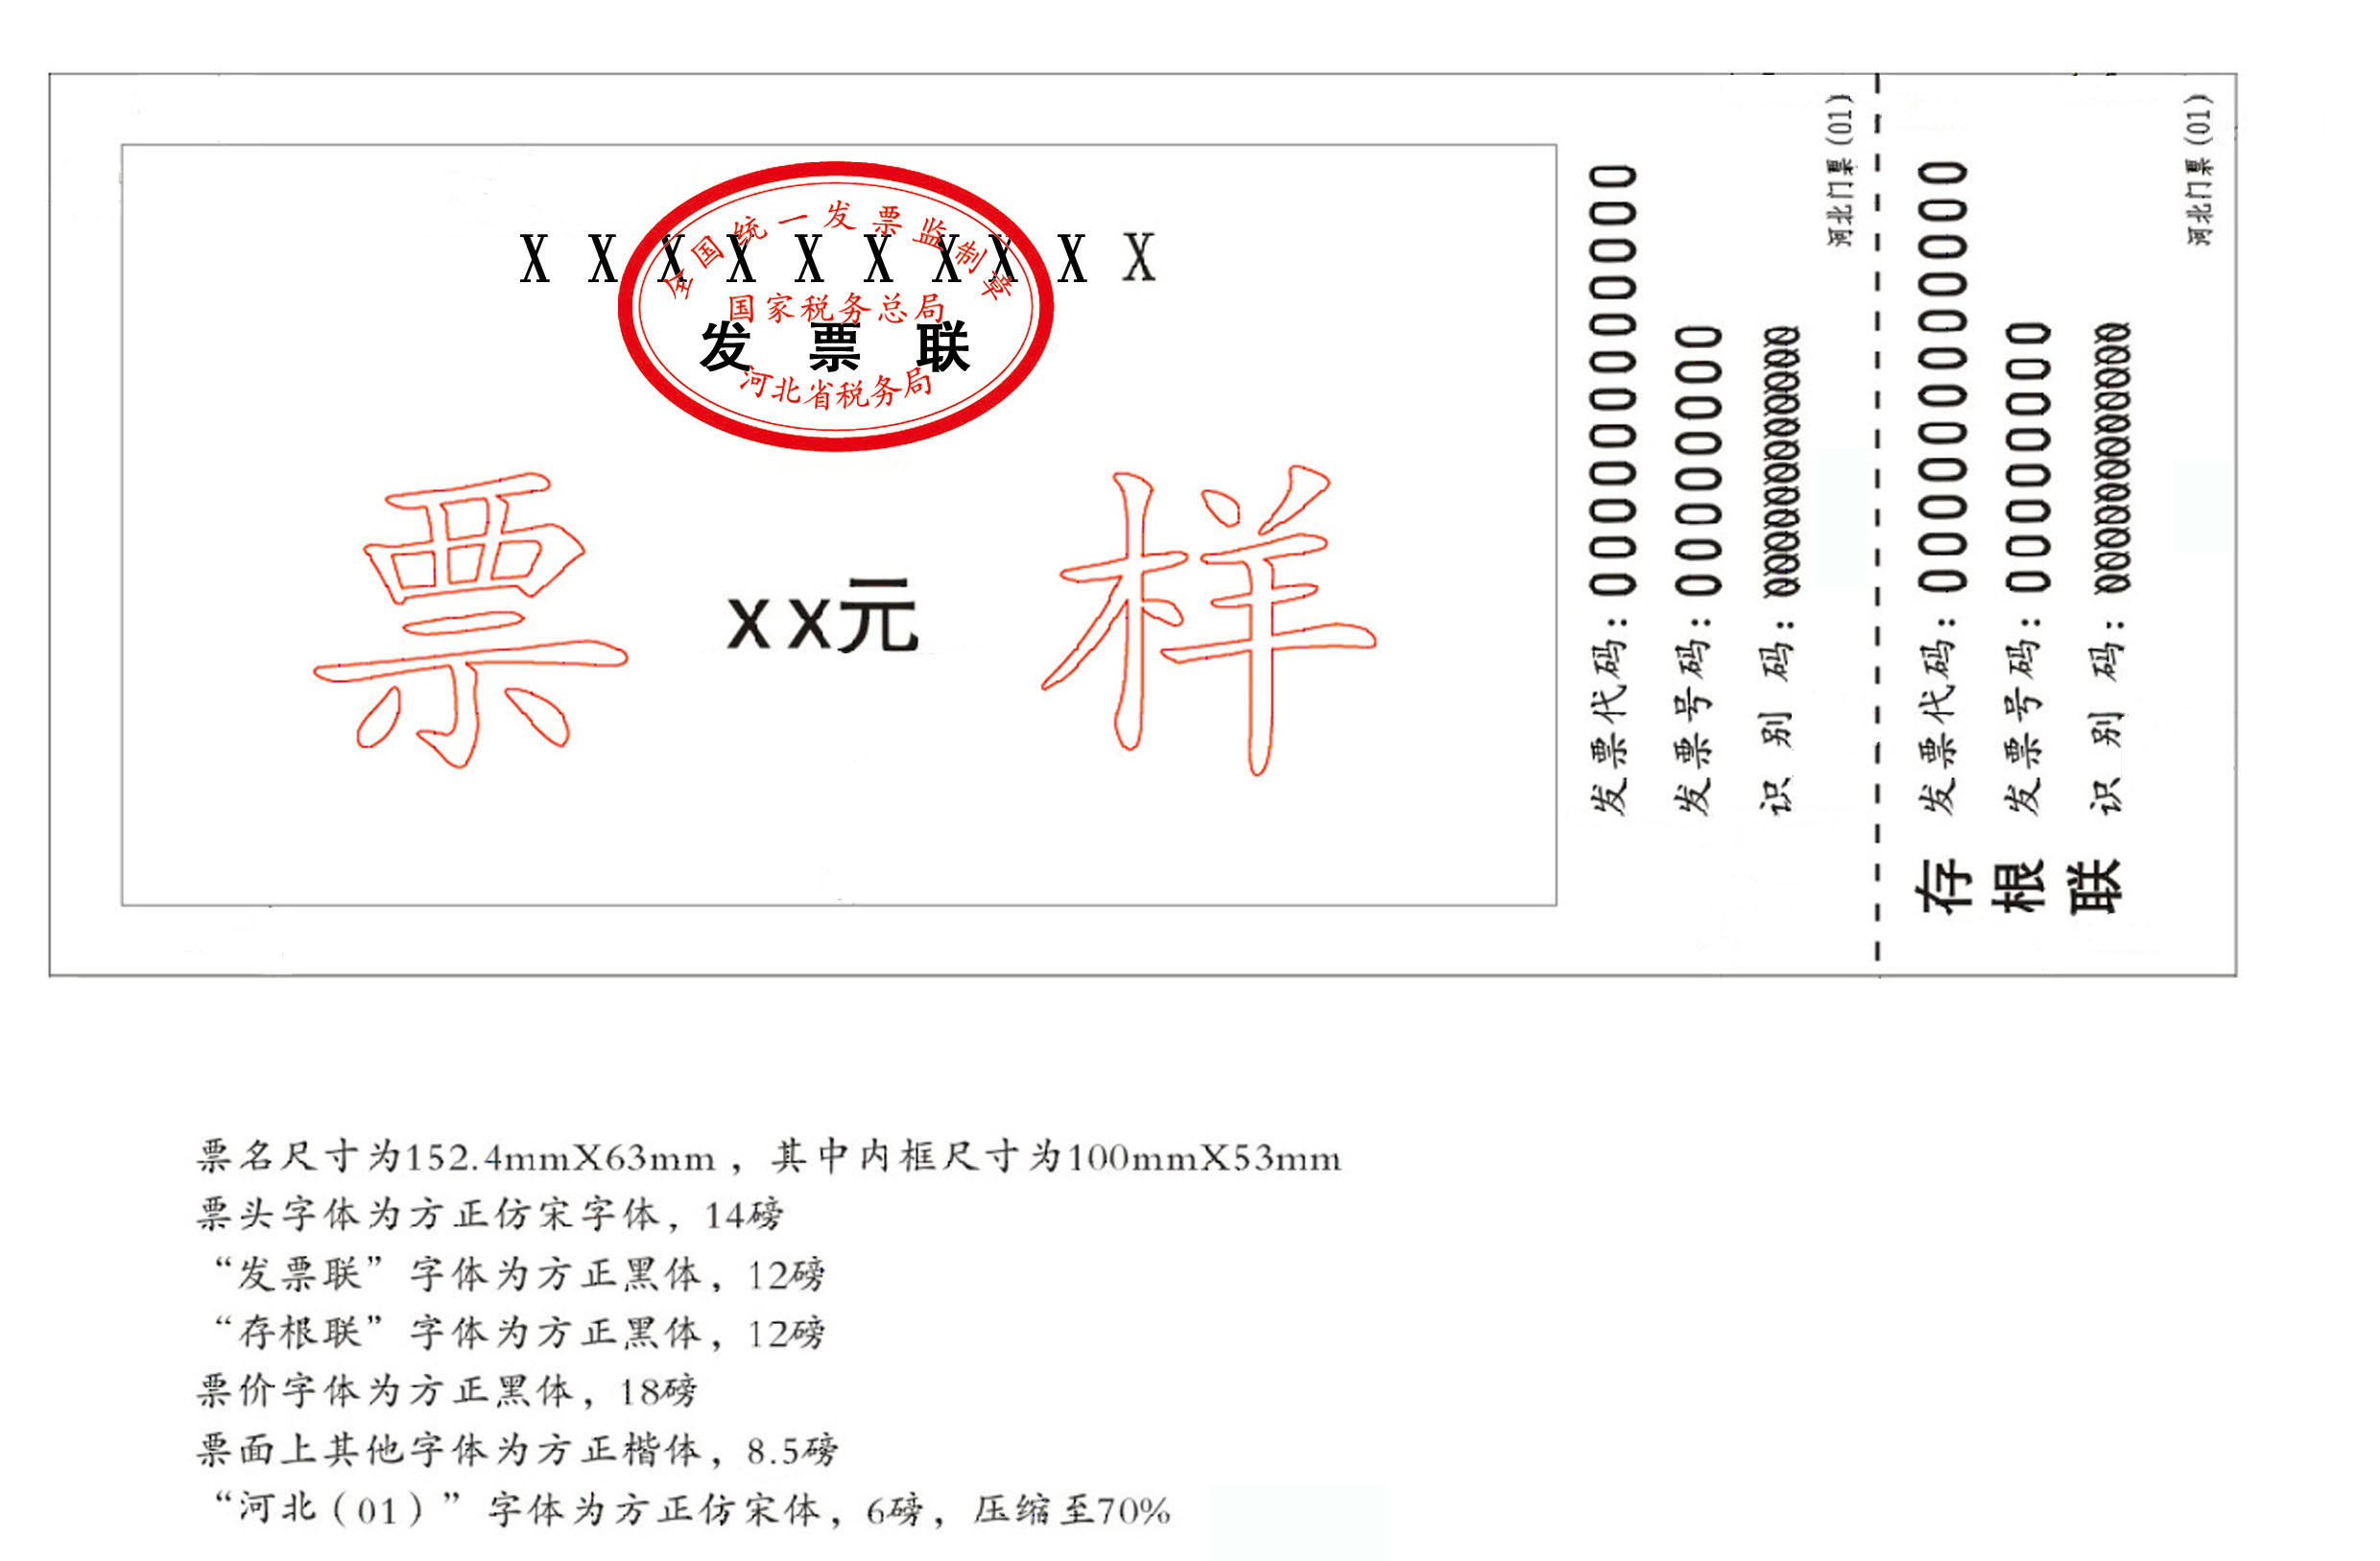 X X X X X X X X X X
全国统一发票监制章
国家税务总局
发 票 联
河北省税务局
票 样
xx元
发票代码：000000000000
发票号码：00000000
识 别 码：
河北门票(01)
发票代码：000000000000
发票号码：00000000
识 别 码：
河北门票(01)
存根联
票名尺寸为152.4mmX63mm，其中内框尺寸为100mmX53mm
票头字体为方正仿宋字体，14磅
“发票联”字体为方正黑体，12磅
“存根联”字体为方正黑体，12磅
票价字体为方正黑体，18磅
票面上其他字体为方正楷体，8.5磅
“河北（01）”字体为方正仿宋体，6磅，压缩至70%